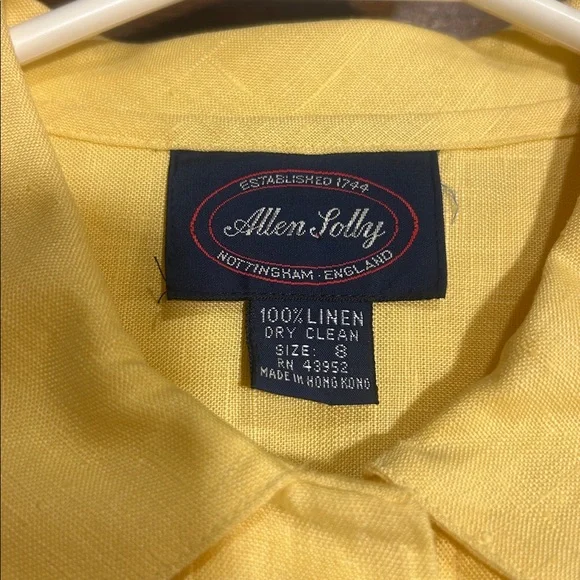 ESTABLISHED 1744
Allen Solly
NOTTINGHAM · ENGLAND
100% LINEN
DRY CLEAN
SIZE: 8
RN 43952
MADE IN HONG KONG